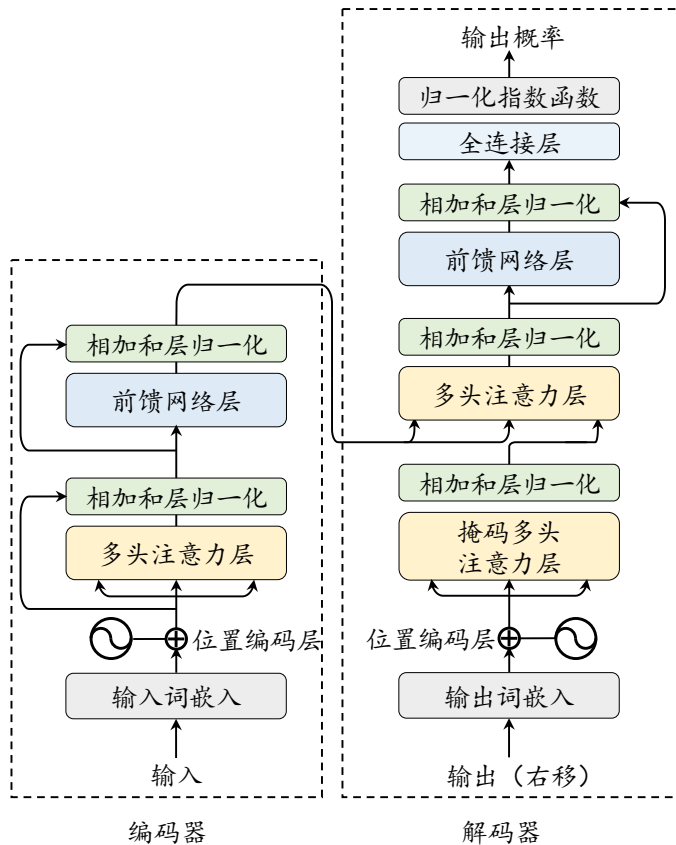 输出概率
归一化指数函数
全连接层
相加和层归一化
前馈网络层
相加和层归一化
多头注意力层
相加和层归一化
掩码多头
注意力层
位置编码层
输出词嵌入
输出（右移）
解码器
相加和层归一化
前馈网络层
相加和层归一化
多头注意力层
位置编码层
输入词嵌入
输入
编码器